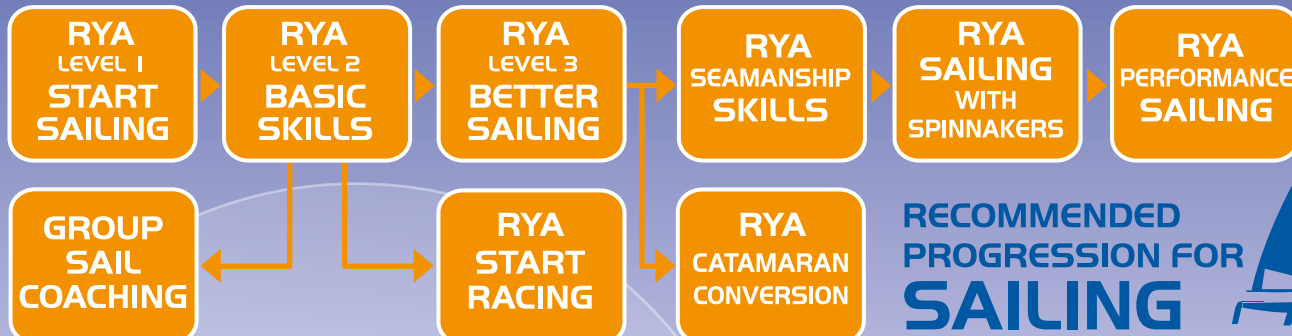 RYA
LEVEL 1
START
SAILING
RYA
LEVEL 2
BASIC
SKILLS
RYA
LEVEL 3
BETTER
SAILING
RYA
SEAMANSHIP
SKILLS
RYA
SAILING
WITH
SPINNAKERS
RYA
PERFORMANCE
SAILING
GROUP
SAIL
COACHING
RYA
START
RACING
RYA
CATAMARAN
CONVERSION
RECOMMENDED
PROGRESSION FOR
SAILING